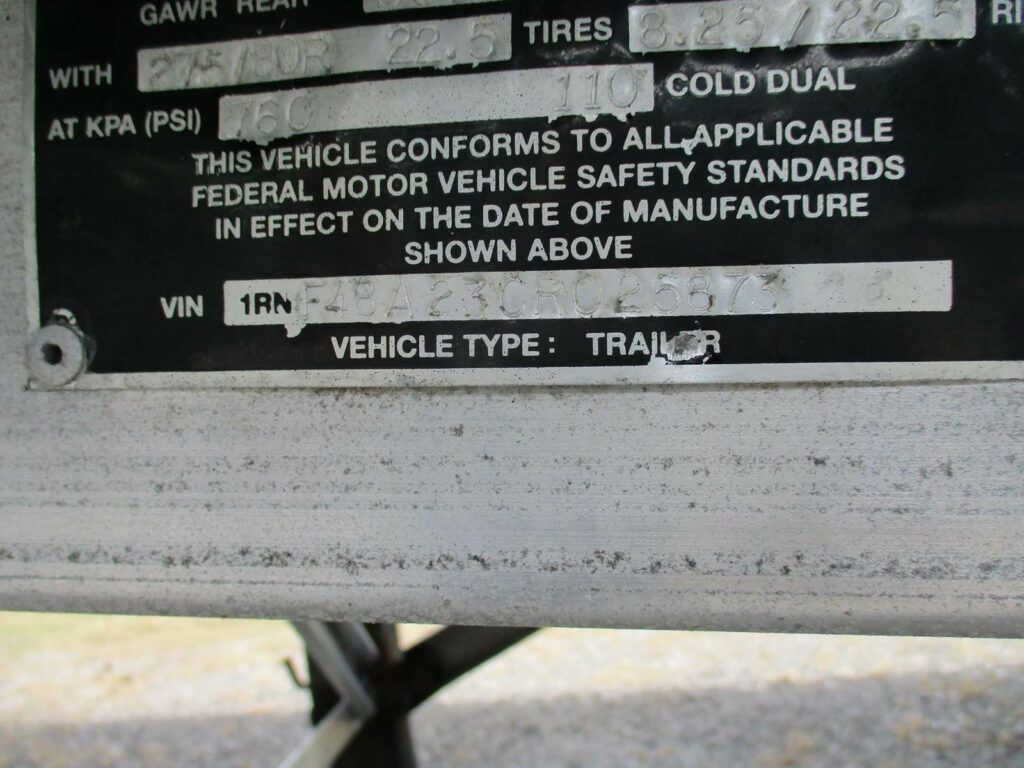 GAWR REAR
WITH 275/80R 22.5 TIRES 8.25/22.5 RI
AT KPA (PSI) 760 110 COLD DUAL
THIS VEHICLE CONFORMS TO ALL APPLICABLE
FEDERAL MOTOR VEHICLE SAFETY STANDARDS
IN EFFECT ON THE DATE OF MANUFACTURE
SHOWN ABOVE
VIN 1RNF48A23CR025873
VEHICLE TYPE: TRAILER